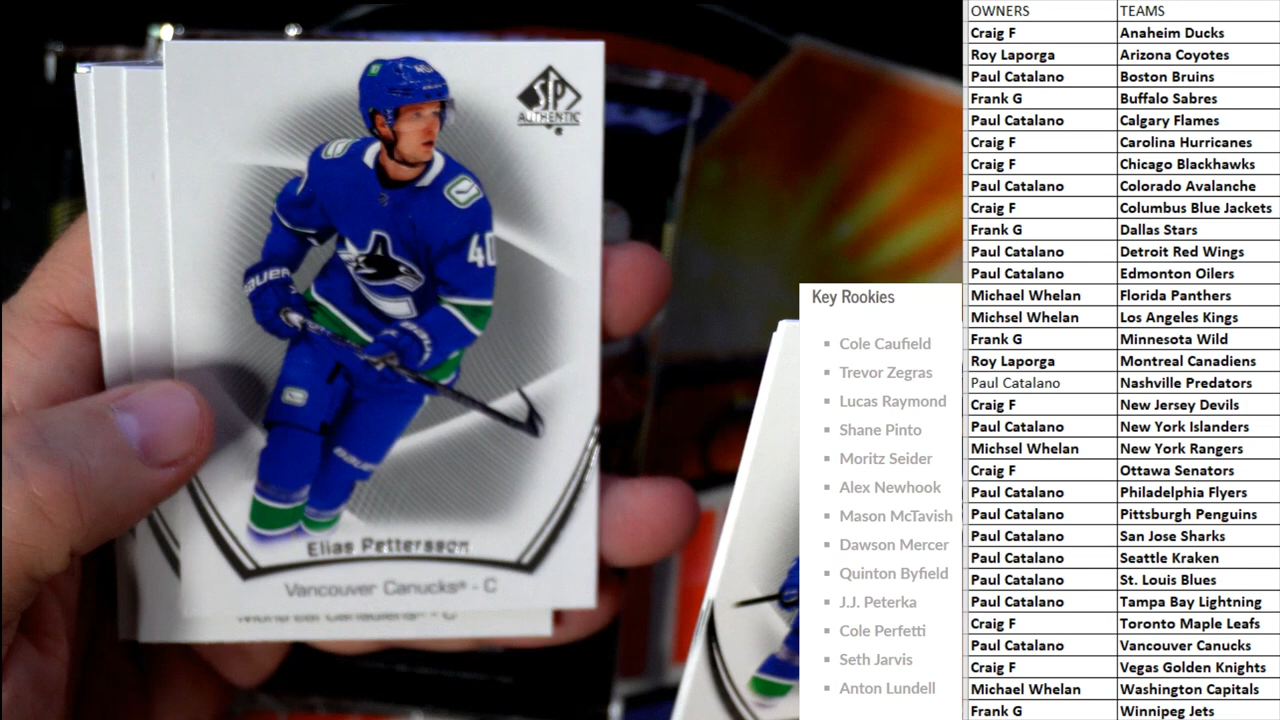 SP
AUTHENTIC
40
BAUER
BAUER
Elias Pettersson
Vancouver Canucks® - C
Key Rookies
Cole Caufield
Trevor Zegras
Lucas Raymond
Shane Pinto
Moritz Seider
Alex Newhook
Mason McTavish
Dawson Mercer
Quinton Byfield
J.J. Peterka
Cole Perfetti
Seth Jarvis
Anton Lundell
OWNERS TEAMS
Craig F Anaheim Ducks
Roy Laporga Arizona Coyotes
Paul Catalano Boston Bruins
Frank G Buffalo Sabres
Paul Catalano Calgary Flames
Craig F Carolina Hurricanes
Craig F Chicago Blackhawks
Paul Catalano Colorado Avalanche
Craig F Columbus Blue Jackets
Frank G Dallas Stars
Paul Catalano Detroit Red Wings
Paul Catalano Edmonton Oilers
Michael Whelan Florida Panthers
Michsel Whelan Los Angeles Kings
Frank G Minnesota Wild
Roy Laporga Montreal Canadiens
Paul Catalano Nashville Predators
Craig F New Jersey Devils
Paul Catalano New York Islanders
Michsel Whelan New York Rangers
Craig F Ottawa Senators
Paul Catalano Philadelphia Flyers
Paul Catalano Pittsburgh Penguins
Paul Catalano San Jose Sharks
Paul Catalano Seattle Kraken
Paul Catalano St. Louis Blues
Paul Catalano Tampa Bay Lightning
Craig F Toronto Maple Leafs
Paul Catalano Vancouver Canucks
Craig F Vegas Golden Knights
Michael Whelan Washington Capitals
Frank G Winnipeg Jets